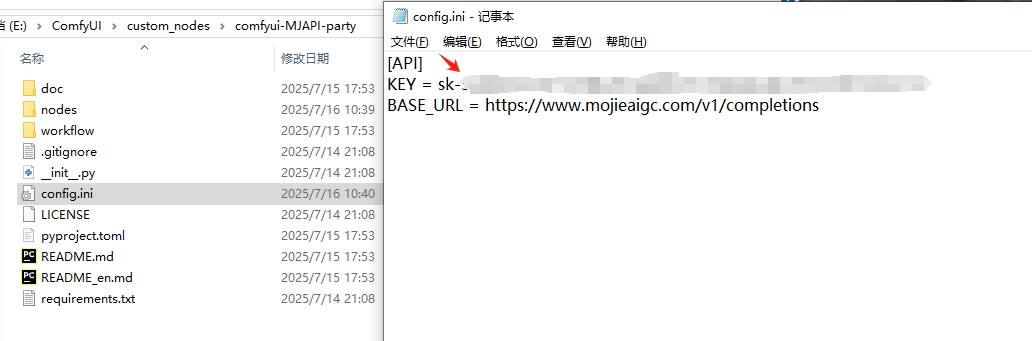 档 (E:) > ComfyUI > custom_nodes > comfyui-MJAPI-party
名称 修改日期
doc 2025/7/15 17:53
nodes 2025/7/16 10:39
workflow 2025/7/15 17:53
.gitignore 2025/7/14 21:08
__init__.py 2025/7/14 21:08
config.ini 2025/7/16 10:40
LICENSE 2025/7/14 21:08
pyproject.toml 2025/7/15 17:53
README.md 2025/7/15 17:53
README_en.md 2025/7/15 17:53
requirements.txt 2025/7/14 21:08
config.ini - 记事本
文件(F) 编辑(E) 格式(O) 查看(V) 帮助(H)
[API]
KEY = sk-
BASE_URL = https://www.mojieaigc.com/v1/completions